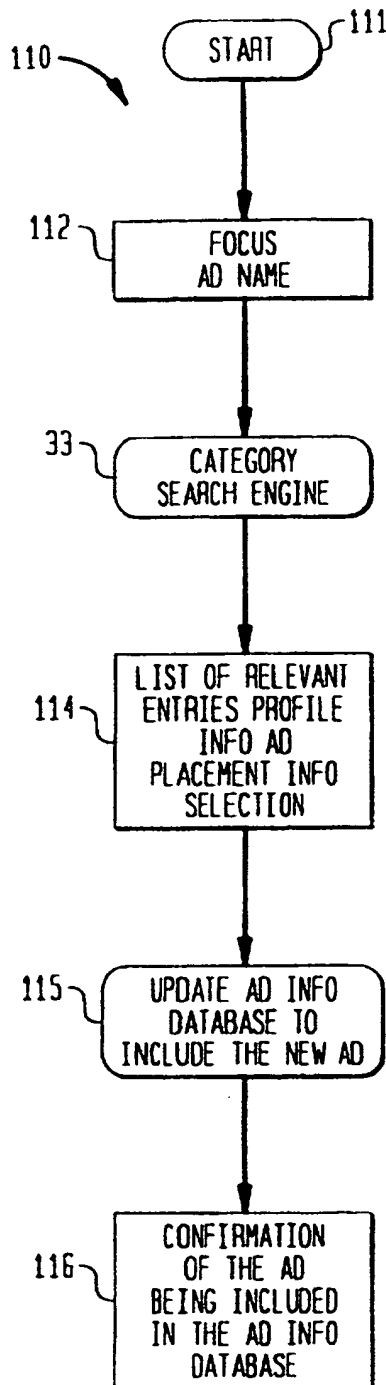 111
START
110
112
FOCUS
AD NAME
33
CATEGORY
SEARCH ENGINE
114
LIST OF RELEVANT
ENTRIES PROFILE
INFO AD
PLACEMENT INFO
SELECTION
115
UPDATE AD INFO
DATABASE TO
INCLUDE THE NEW AD
116
CONFIRMATION
OF THE AD
BEING INCLUDED
IN THE AD INFO
DATABASE